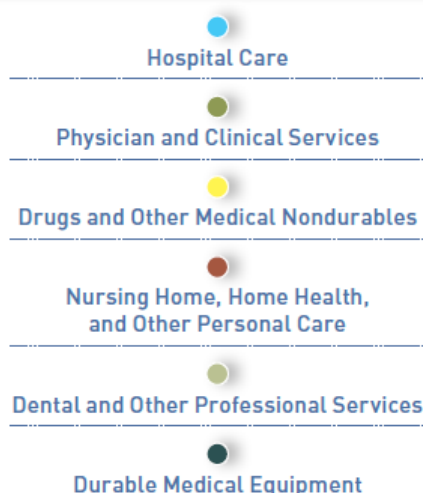 Hospital Care
Physician and Clinical Services
Drugs and Other Medical Nondurables
Nursing Home, Home Health,
and Other Personal Care
Dental and Other Professional Services
Durable Medical Equipment